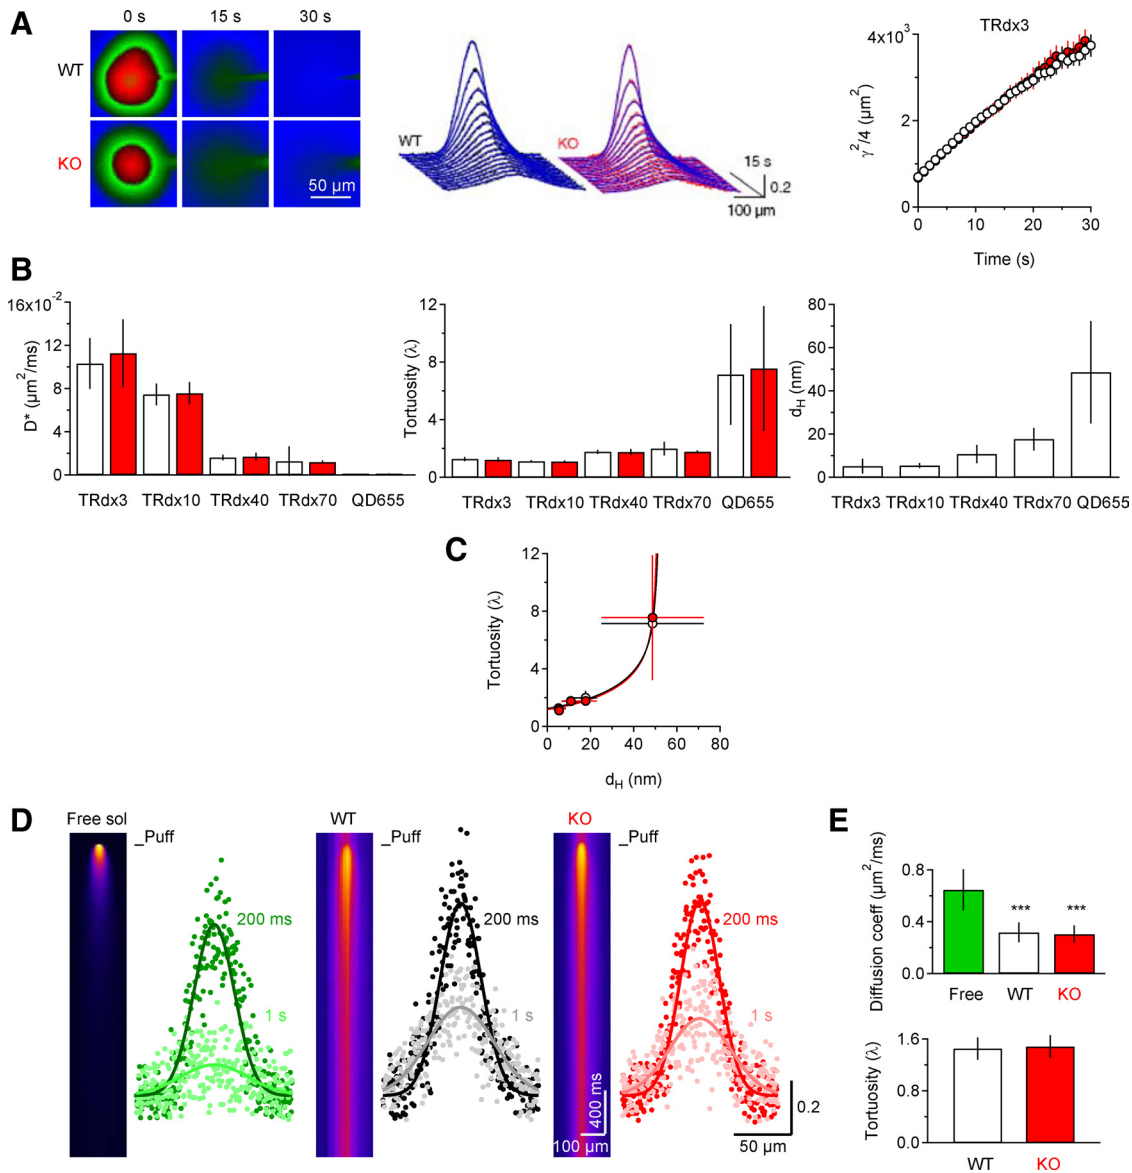 A
0 s 15 s 30 s
WT
KO
50 µm
WT
KO
15 s
0.2
100 µm
TRdx3
4x10³
2
0
γ²/4 (µm²)
0 10 20 30
Time (s)
B
16x10⁻²
12
8
4
0
D* (µm²/ms)
TRdx3 TRdx10 TRdx40 TRdx70 QD655
12
8
4
0
Tortuosity (λ)
TRdx3 TRdx10 TRdx40 TRdx70 QD655
80
60
40
20
0
d_H (nm)
TRdx3 TRdx10 TRdx40 TRdx70 QD655
C
12
8
4
0
Tortuosity (λ)
0 20 40 60 80
d_H (nm)
D
Free sol
_Puff
200 ms
1 s
WT
_Puff
200 ms
1 s
KO
_Puff
200 ms
1 s
400 ms
100 µm
0.2
50 µm
E
0.8
0.4
0.0
Diffusion coeff (µm²/ms)
*** ***
Free WT KO
1.6
0.8
0.0
Tortuosity (λ)
WT KO